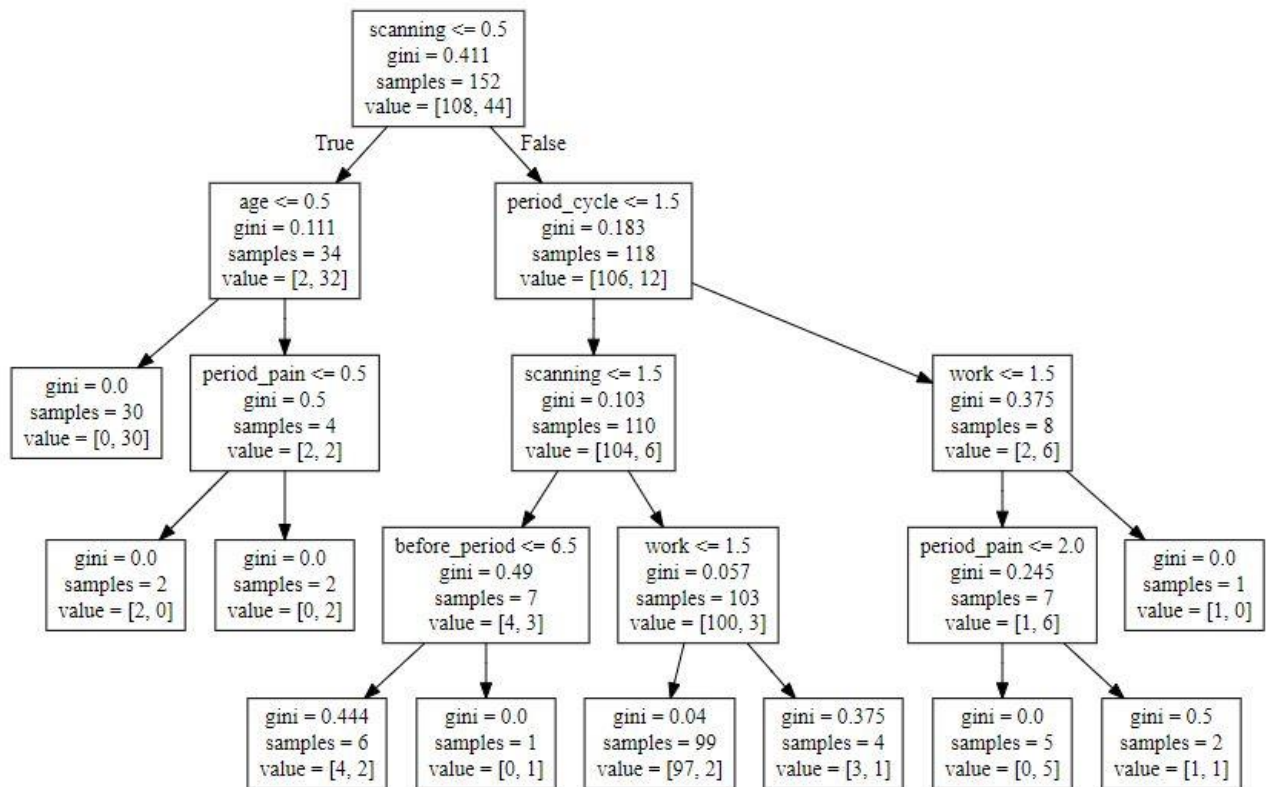 scanning <= 0.5
gini = 0.411
samples = 152
value = [108, 44]
True
False
age <= 0.5
gini = 0.111
samples = 34
value = [2, 32]
period_cycle <= 1.5
gini = 0.183
samples = 118
value = [106, 12]
gini = 0.0
samples = 30
value = [0, 30]
period_pain <= 0.5
gini = 0.5
samples = 4
value = [2, 2]
scanning <= 1.5
gini = 0.103
samples = 110
value = [104, 6]
work <= 1.5
gini = 0.375
samples = 8
value = [2, 6]
gini = 0.0
samples = 2
value = [2, 0]
gini = 0.0
samples = 2
value = [0, 2]
before_period <= 6.5
gini = 0.49
samples = 7
value = [4, 3]
work <= 1.5
gini = 0.057
samples = 103
value = [100, 3]
period_pain <= 2.0
gini = 0.245
samples = 7
value = [1, 6]
gini = 0.0
samples = 1
value = [1, 0]
gini = 0.444
samples = 6
value = [4, 2]
gini = 0.0
samples = 1
value = [0, 1]
gini = 0.04
samples = 99
value = [97, 2]
gini = 0.375
samples = 4
value = [3, 1]
gini = 0.0
samples = 5
value = [0, 5]
gini = 0.5
samples = 2
value = [1, 1]